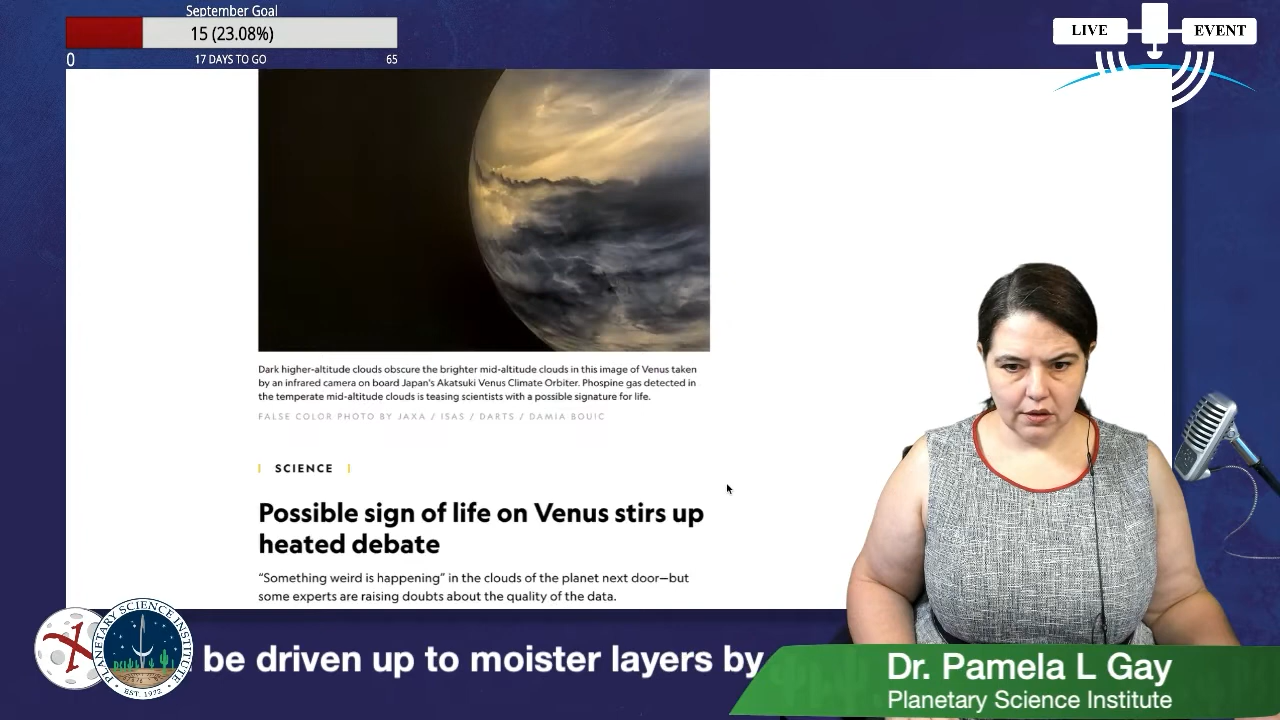 September Goal
15 (23.08%)
0
17 DAYS TO GO
65
LIVE
EVENT
Dark higher-altitude clouds obscure the brighter mid-altitude clouds in this image of Venus taken
by an infrared camera on board Japan's Akatsuki Venus Climate Orbiter. Phospine gas detected in
the temperate mid-altitude clouds is teasing scientists with a possible signature for life.
FALSE COLOR PHOTO BY JAXA / ISAS / DARTS / DAMIA BOUIC
SCIENCE
Possible sign of life on Venus stirs up
heated debate
“Something weird is happening” in the clouds of the planet next door—but
some experts are raising doubts about the quality of the data.
PLANETARY SCIENCE INSTITUTE
EST. 1972
be driven up to moister layers by
Dr. Pamela L Gay
Planetary Science Institute